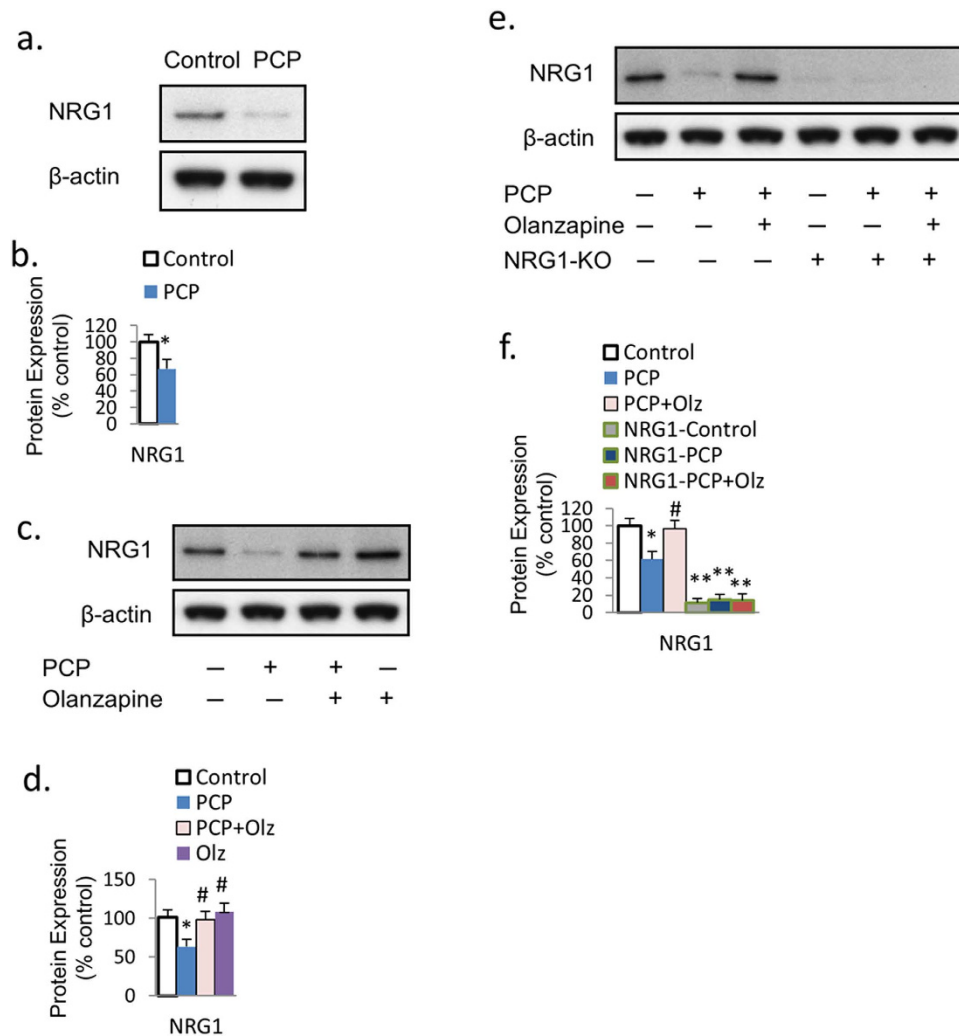 a.
Control PCP
NRG1
β-actin
b.
Control
PCP
Protein Expression
(% control)
120
100
80
60
40
20
0
*
NRG1
c.
NRG1
β-actin
PCP – + + –
Olanzapine – – + +
d.
Control
PCP
PCP+Olz
Olz
Protein Expression
(% control)
150
100
50
0
* # #
NRG1
e.
NRG1
β-actin
PCP – + + – + +
Olanzapine – – + – – +
NRG1-KO – – – + + +
f.
Control
PCP
PCP+Olz
NRG1-Control
NRG1-PCP
NRG1-PCP+Olz
Protein Expression
(% control)
120
100
80
60
40
20
0
* # ** ** **
NRG1